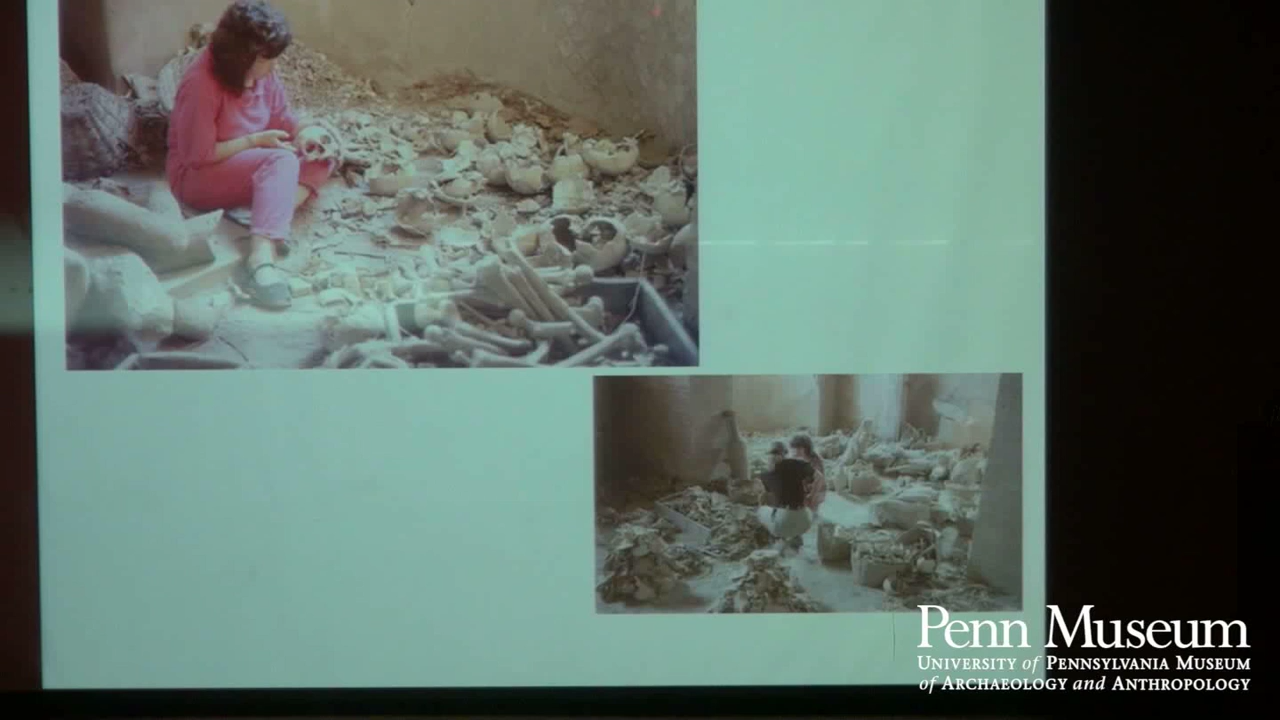 Penn Museum
UNIVERSITY of PENNSYLVANIA MUSEUM
of ARCHAEOLOGY and ANTHROPOLOGY